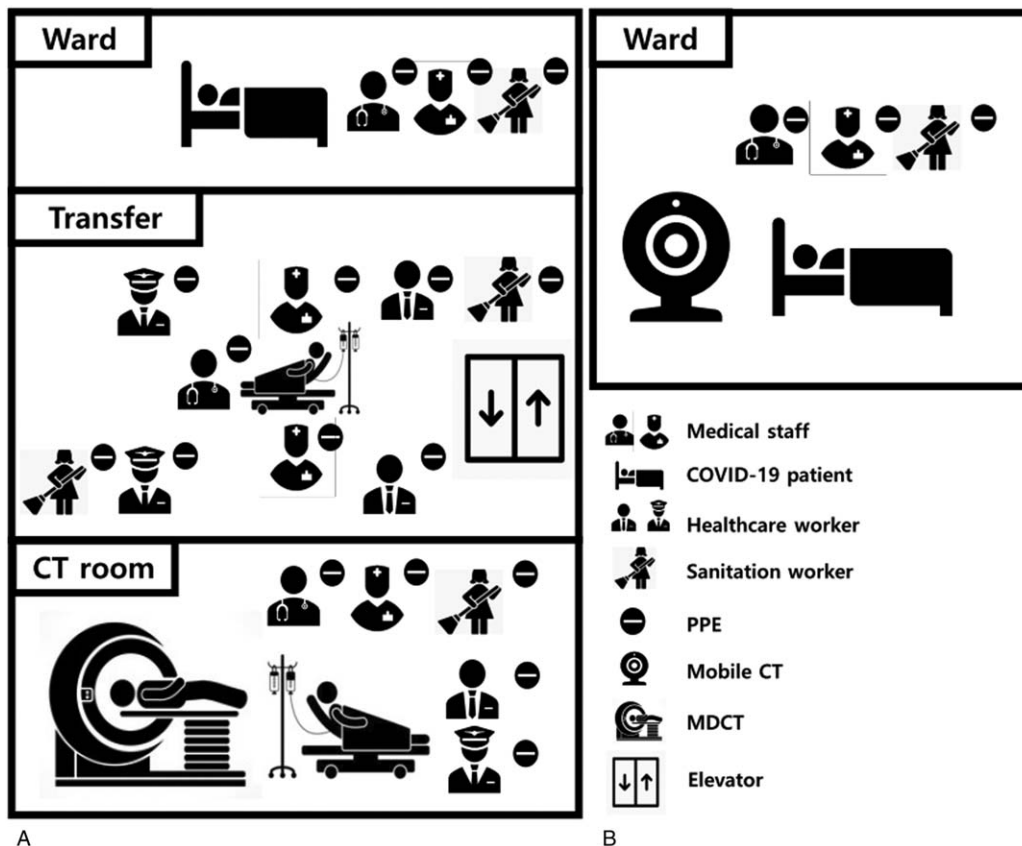 Ward
Transfer
CT room
A
Ward
Medical staff
COVID-19 patient
Healthcare worker
Sanitation worker
PPE
Mobile CT
MDCT
Elevator
B